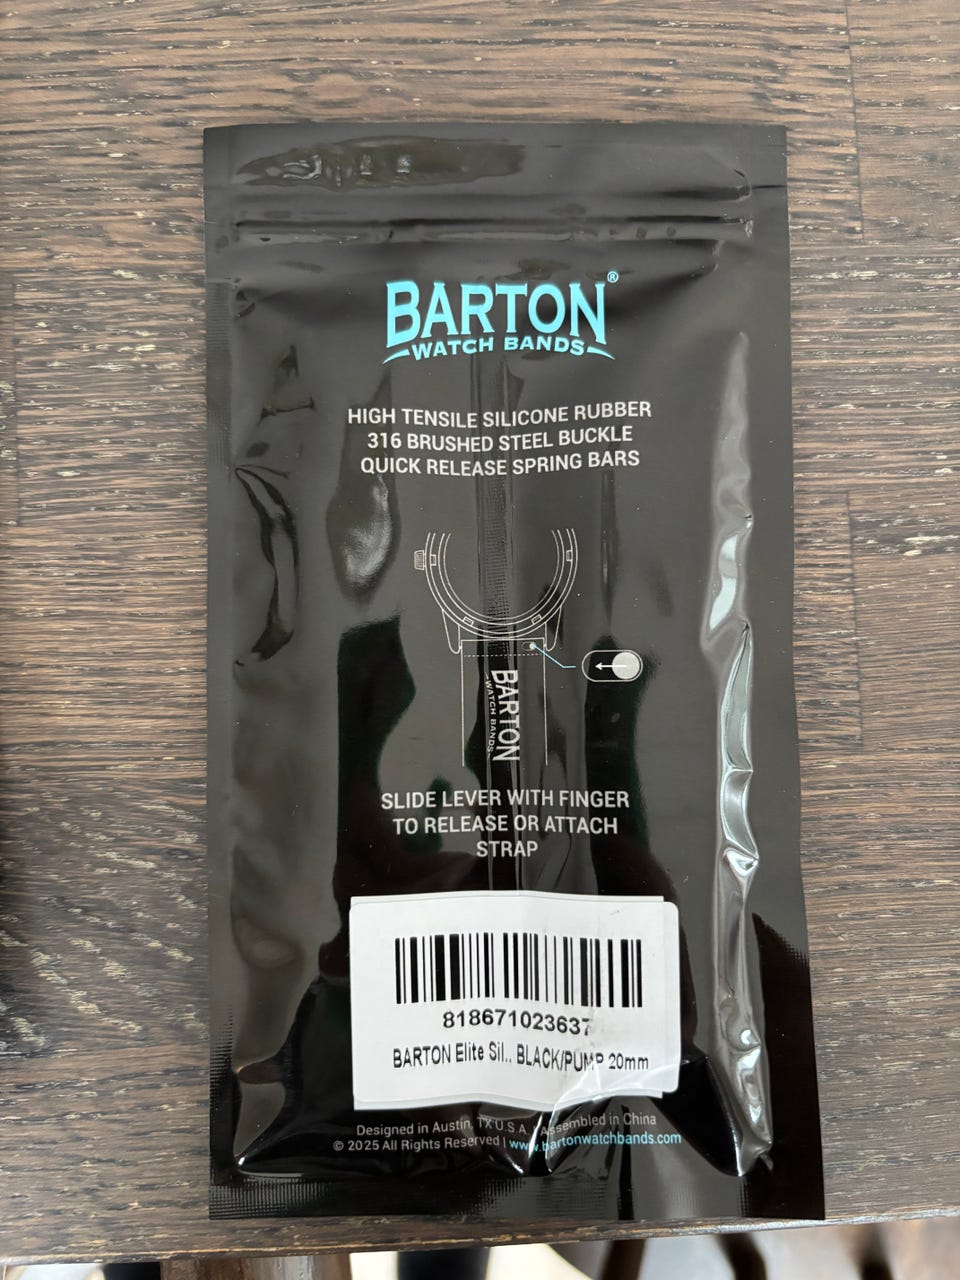 BARTON®
WATCH BANDS
HIGH TENSILE SILICONE RUBBER
316 BRUSHED STEEL BUCKLE
QUICK RELEASE SPRING BARS
BARTON
WATCH BANDS
SLIDE LEVER WITH FINGER
TO RELEASE OR ATTACH
STRAP
818671023637
BARTON Elite Sil.. BLACK/PUMP 20mm
Designed in Austin, TX U.S.A. | Assembled in China
© 2025 All Rights Reserved | www.bartonwatchbands.com